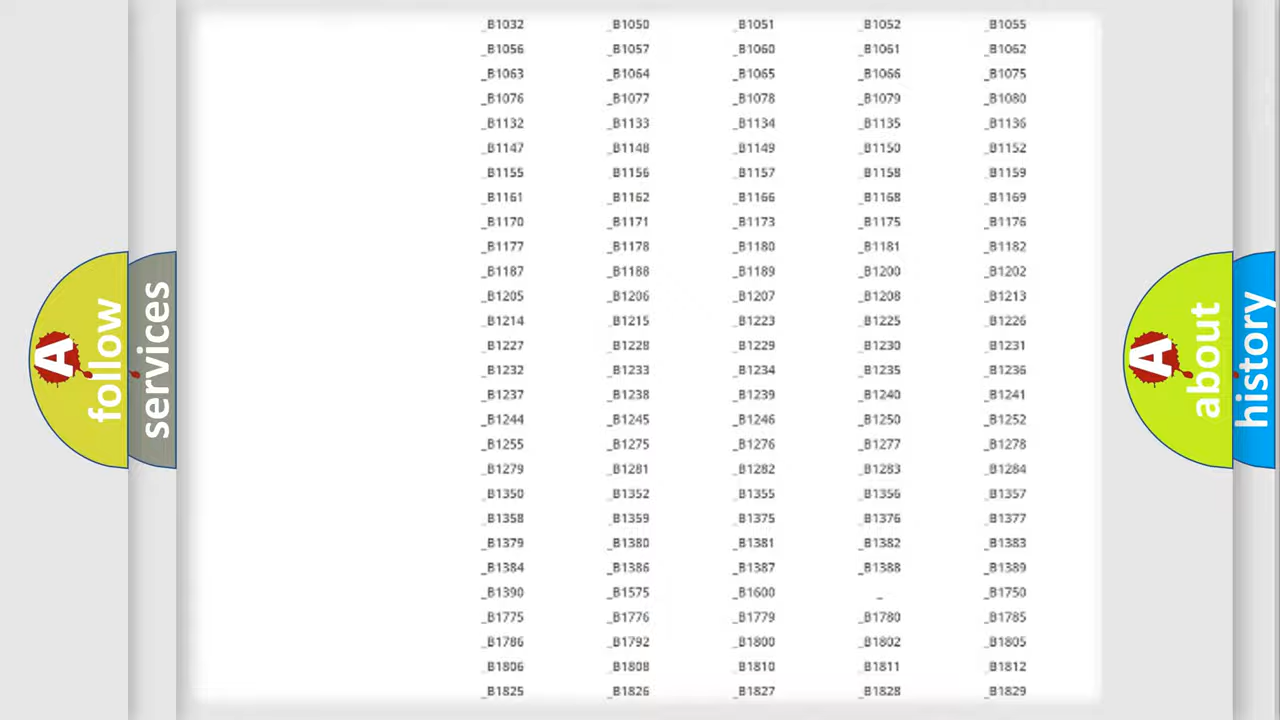 _B1032 _B1050 _B1051 _B1052 _B1055
_B1056 _B1057 _B1060 _B1061 _B1062
_B1063 _B1064 _B1065 _B1066 _B1075
_B1076 _B1077 _B1078 _B1079 _B1080
_B1132 _B1133 _B1134 _B1135 _B1136
_B1147 _B1148 _B1149 _B1150 _B1152
_B1155 _B1156 _B1157 _B1158 _B1159
_B1161 _B1162 _B1166 _B1168 _B1169
_B1170 _B1171 _B1173 _B1175 _B1176
_B1177 _B1178 _B1180 _B1181 _B1182
_B1187 _B1188 _B1189 _B1200 _B1202
_B1205 _B1206 _B1207 _B1208 _B1213
_B1214 _B1215 _B1223 _B1225 _B1226
_B1227 _B1228 _B1229 _B1230 _B1231
_B1232 _B1233 _B1234 _B1235 _B1236
_B1237 _B1238 _B1239 _B1240 _B1241
_B1244 _B1245 _B1246 _B1250 _B1252
_B1255 _B1275 _B1276 _B1277 _B1278
_B1279 _B1281 _B1282 _B1283 _B1284
_B1350 _B1352 _B1355 _B1356 _B1357
_B1358 _B1359 _B1375 _B1376 _B1377
_B1379 _B1380 _B1381 _B1382 _B1383
_B1384 _B1386 _B1387 _B1388 _B1389
_B1390 _B1575 _B1600 _ _B1750
_B1775 _B1776 _B1779 _B1780 _B1785
_B1786 _B1792 _B1800 _B1802 _B1805
_B1806 _B1808 _B1810 _B1811 _B1812
_B1825 _B1826 _B1827 _B1828 _B1829
A follow
services
A about
history